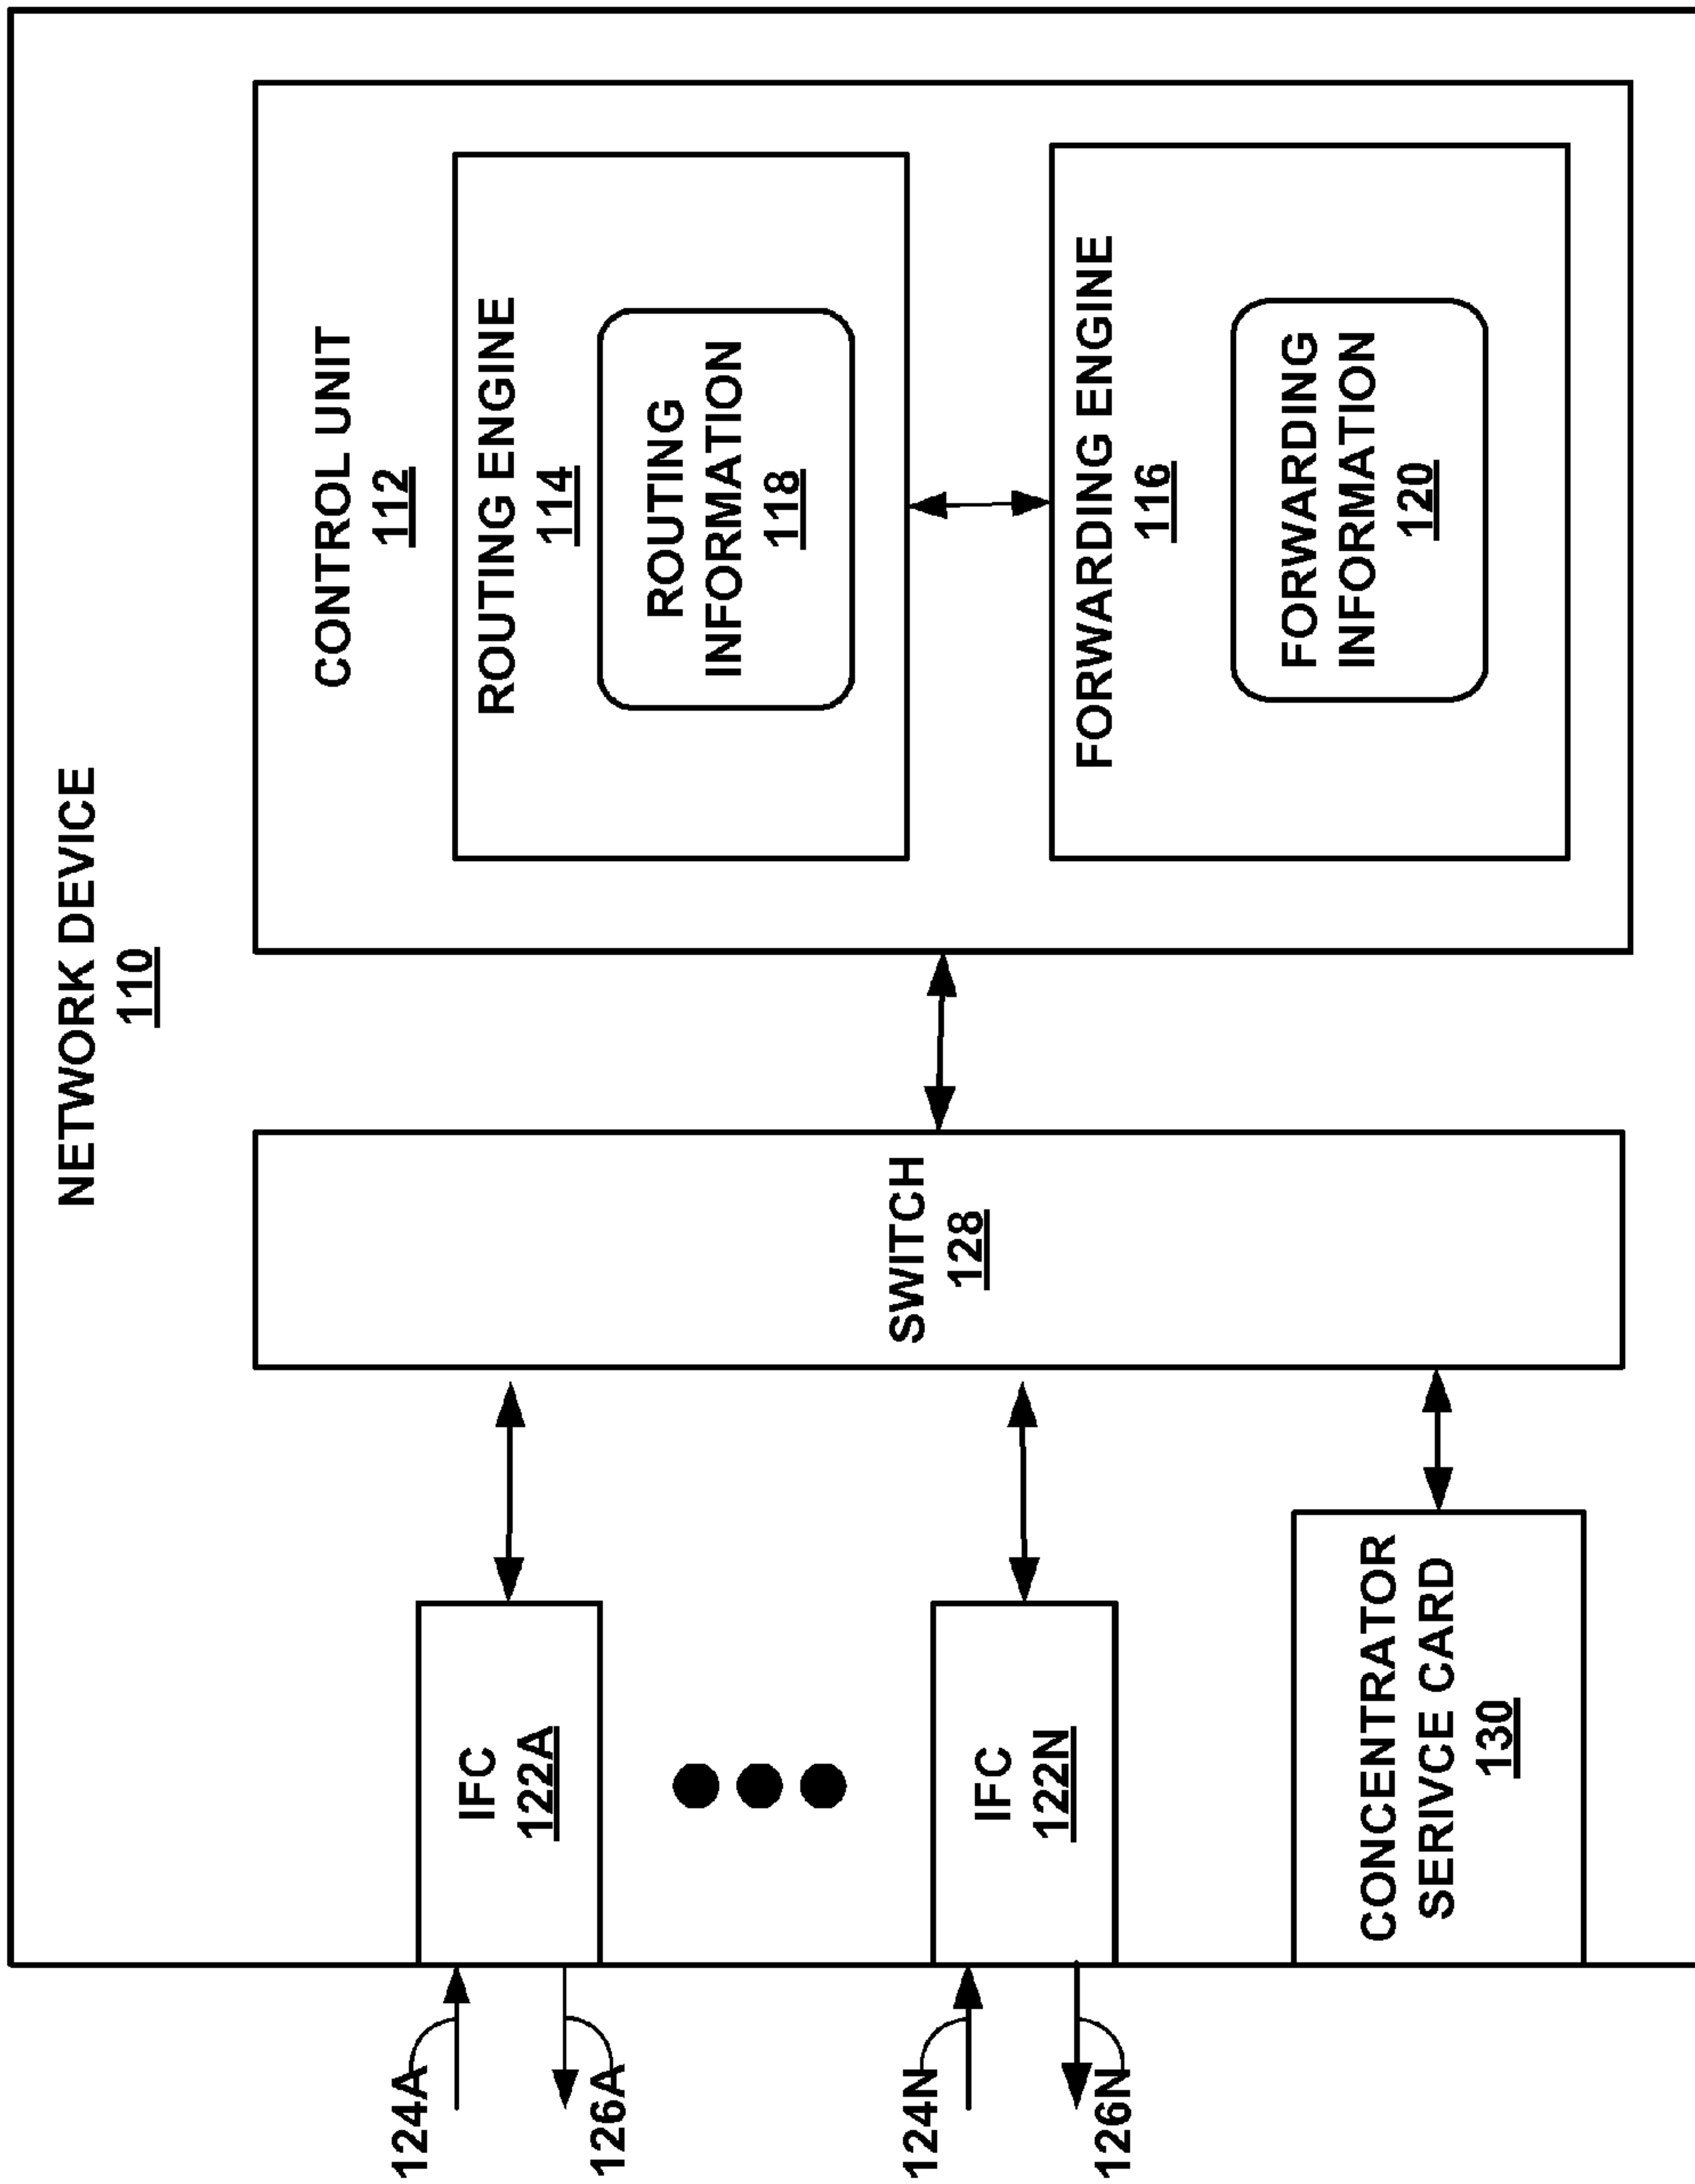 NETWORK DEVICE
110
CONTROL UNIT
112
ROUTING ENGINE
114
ROUTING
INFORMATION
118
FORWARDING ENGINE
116
FORWARDING
INFORMATION
120
SWITCH
128
IFC
122A
IFC
122N
CONCENTRATOR
SERIVCE CARD
130
124A
126A
124N
126N